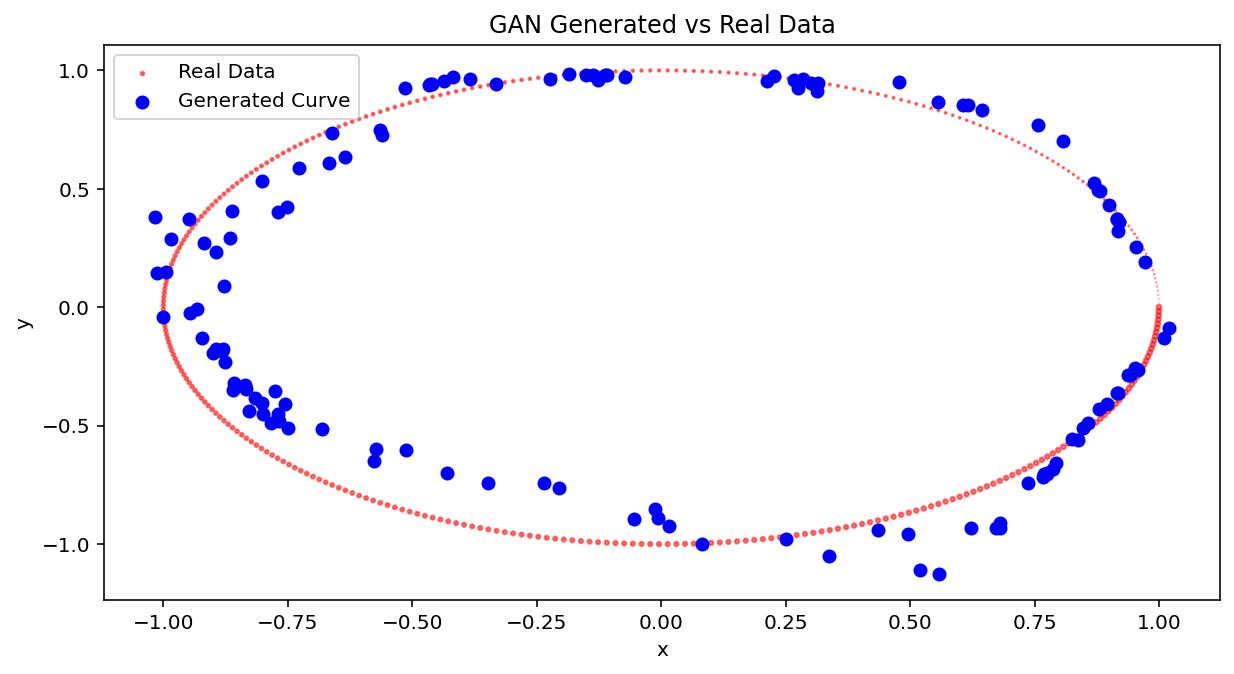 GAN Generated vs Real Data
Real Data
Generated Curve
1.0
0.5
0.0
−0.5
−1.0
y
−1.00 −0.75 −0.50 −0.25 0.00 0.25 0.50 0.75 1.00
x